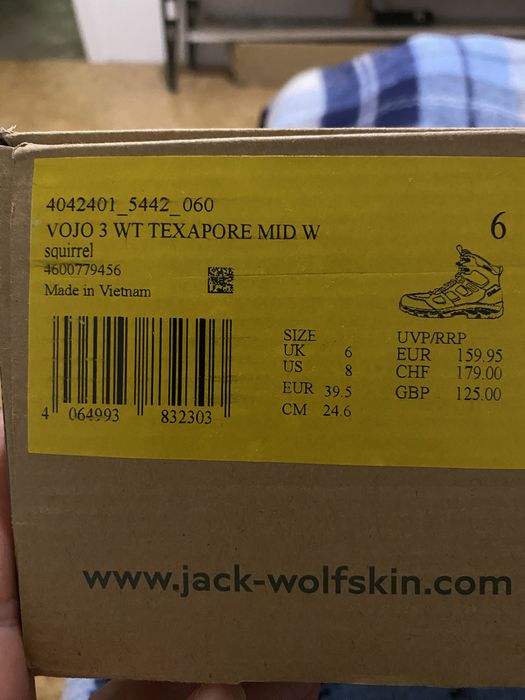 4042401_5442_060
VOJO 3 WT TEXAPORE MID W 6
squirrel
4600779456
Made in Vietnam
4 064993 832303
SIZE
UK 6
US 8
EUR 39.5
CM 24.6
UVP/RRP
EUR 159.95
CHF 179.00
GBP 125.00
www.jack-wolfskin.com